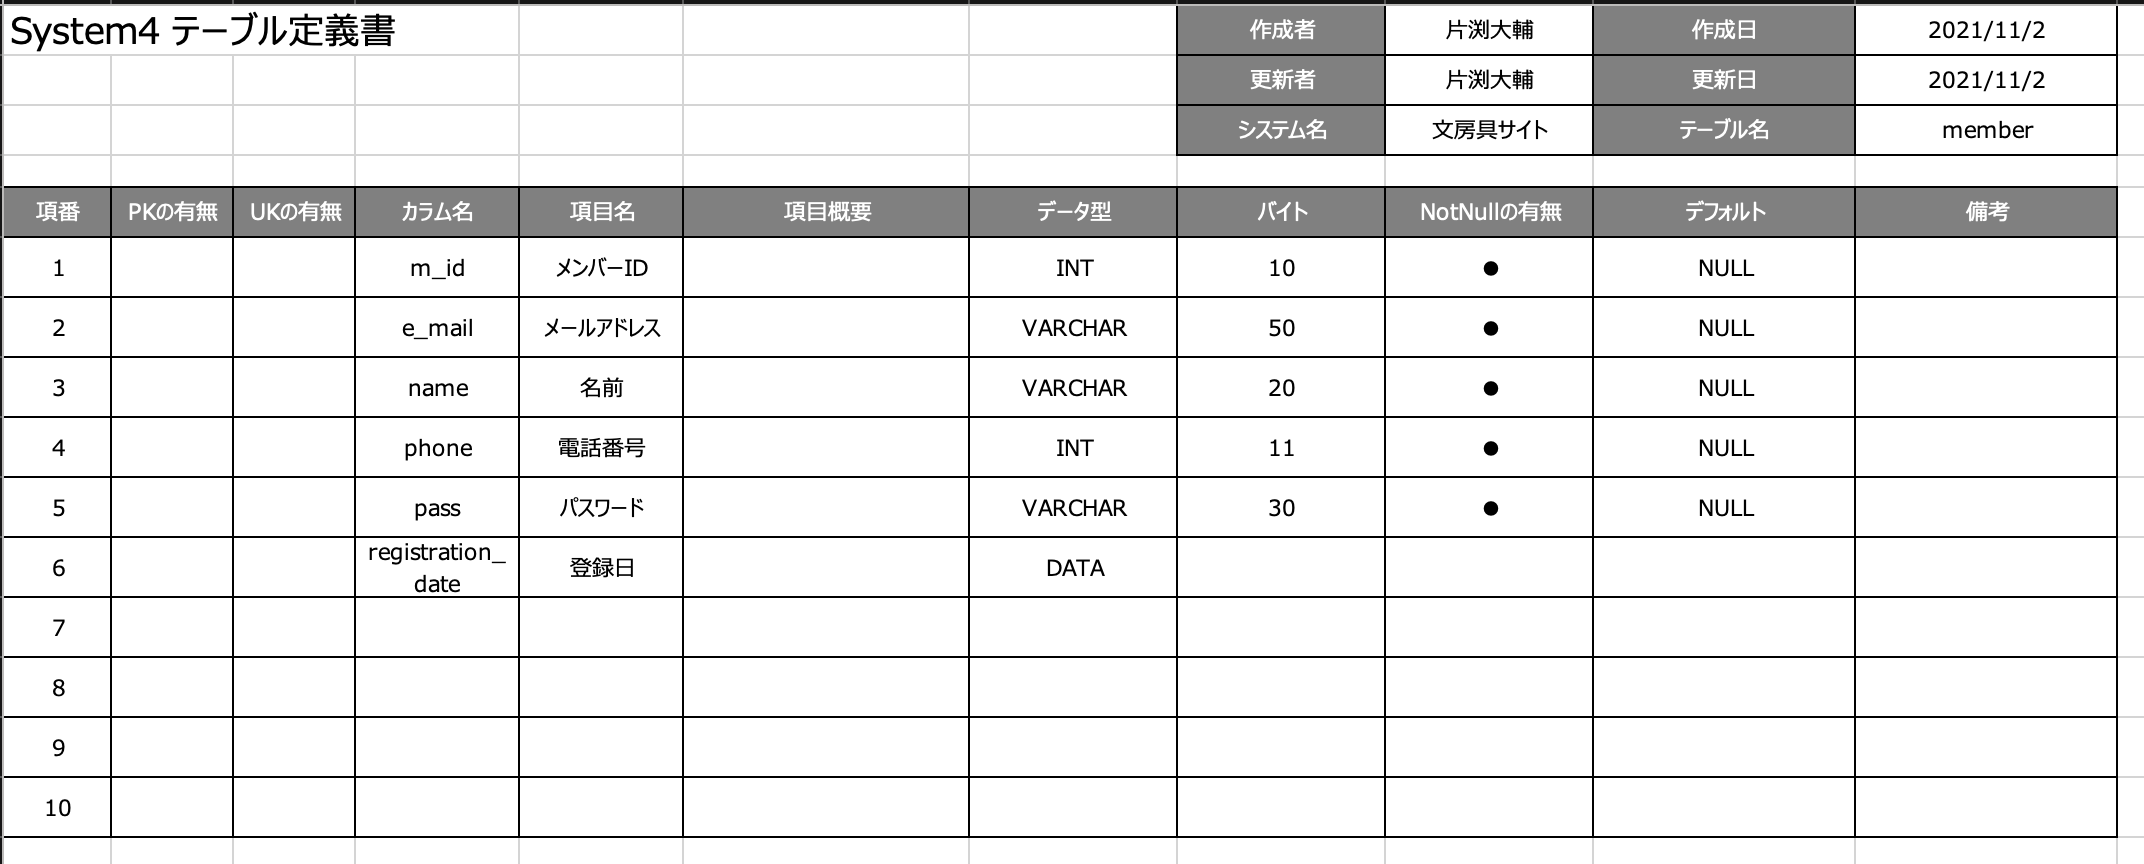 System4 テーブル定義書 作成者 片渕大輔 作成日 2021/11/2
更新者 片渕大輔 更新日 2021/11/2
システム名 文房具サイト テーブル名 member
項番 PKの有無 UKの有無 カラム名 項目名 項目概要 データ型 バイト NotNullの有無 デフォルト 備考
1 m_id メンバーID INT 10 ● NULL
2 e_mail メールアドレス VARCHAR 50 ● NULL
3 name 名前 VARCHAR 20 ● NULL
4 phone 電話番号 INT 11 ● NULL
5 pass パスワード VARCHAR 30 ● NULL
6 registration_
date 登録日 DATA
7
8
9
10